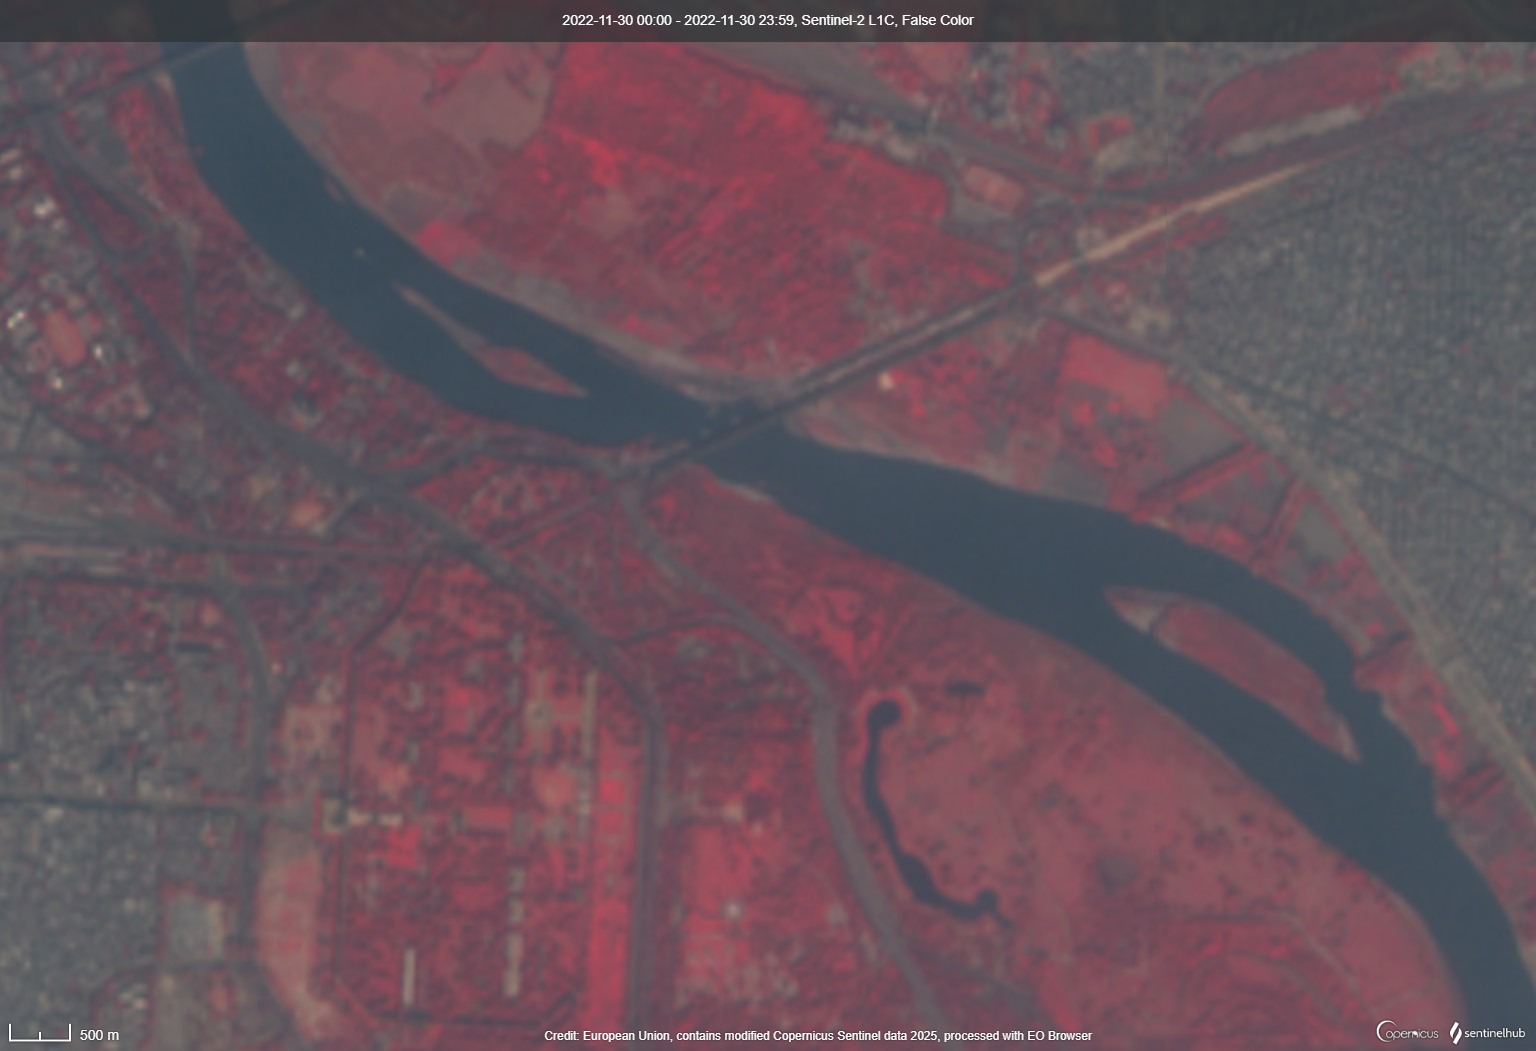 2022-11-30 00:00 - 2022-11-30 23:59, Sentinel-2 L1C, False Color
500 m
Credit: European Union, contains modified Copernicus Sentinel data 2025, processed with EO Browser
opernicus
sentinelhub